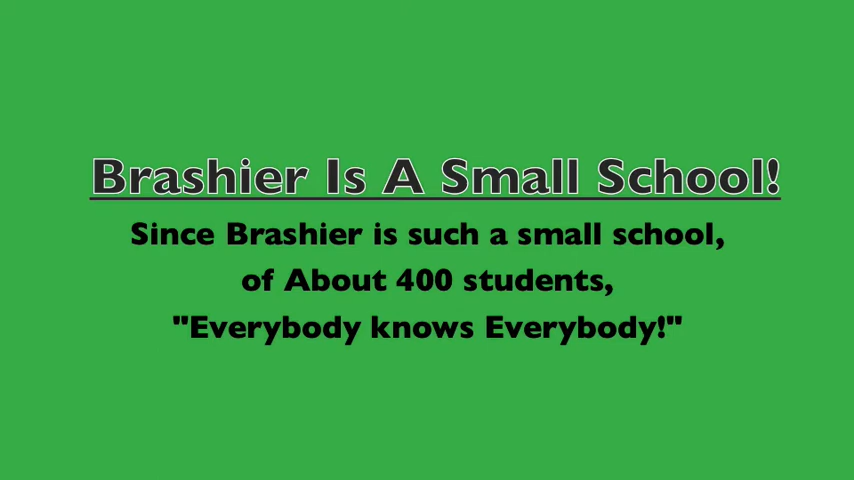 Brashier Is A Small School!
Since Brashier is such a small school,
of About 400 students,
"Everybody knows Everybody!"